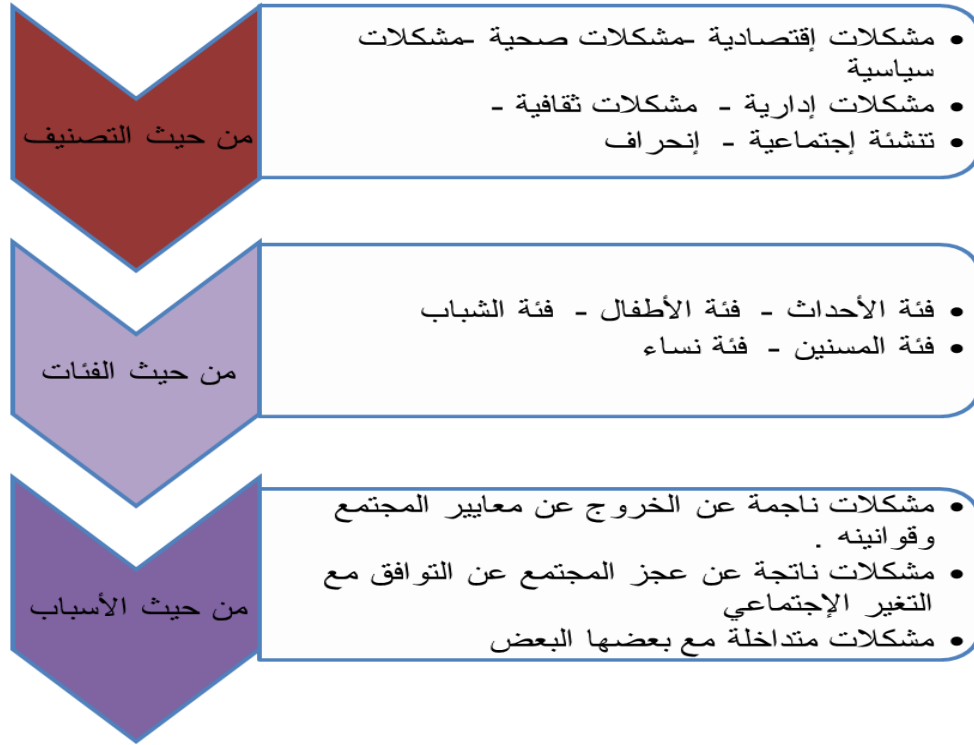 من حيث التصنيف
• مشكلات إقتصادية -مشكلات صحية -مشكلات
سياسية
• مشكلات إدارية - مشكلات ثقافية -
• تنشئة إجتماعية - إنحراف
من حيث الفئات
• فئة الأحداث - فئة الأطفال - فئة الشباب
• فئة المسنين - فئة نساء
من حيث الأسباب
• مشكلات ناجمة عن الخروج عن معايير المجتمع
وقوانينه .
• مشكلات ناتجة عن عجز المجتمع عن التوافق مع
التغير الإجتماعي
• مشكلات متداخلة مع بعضها البعض